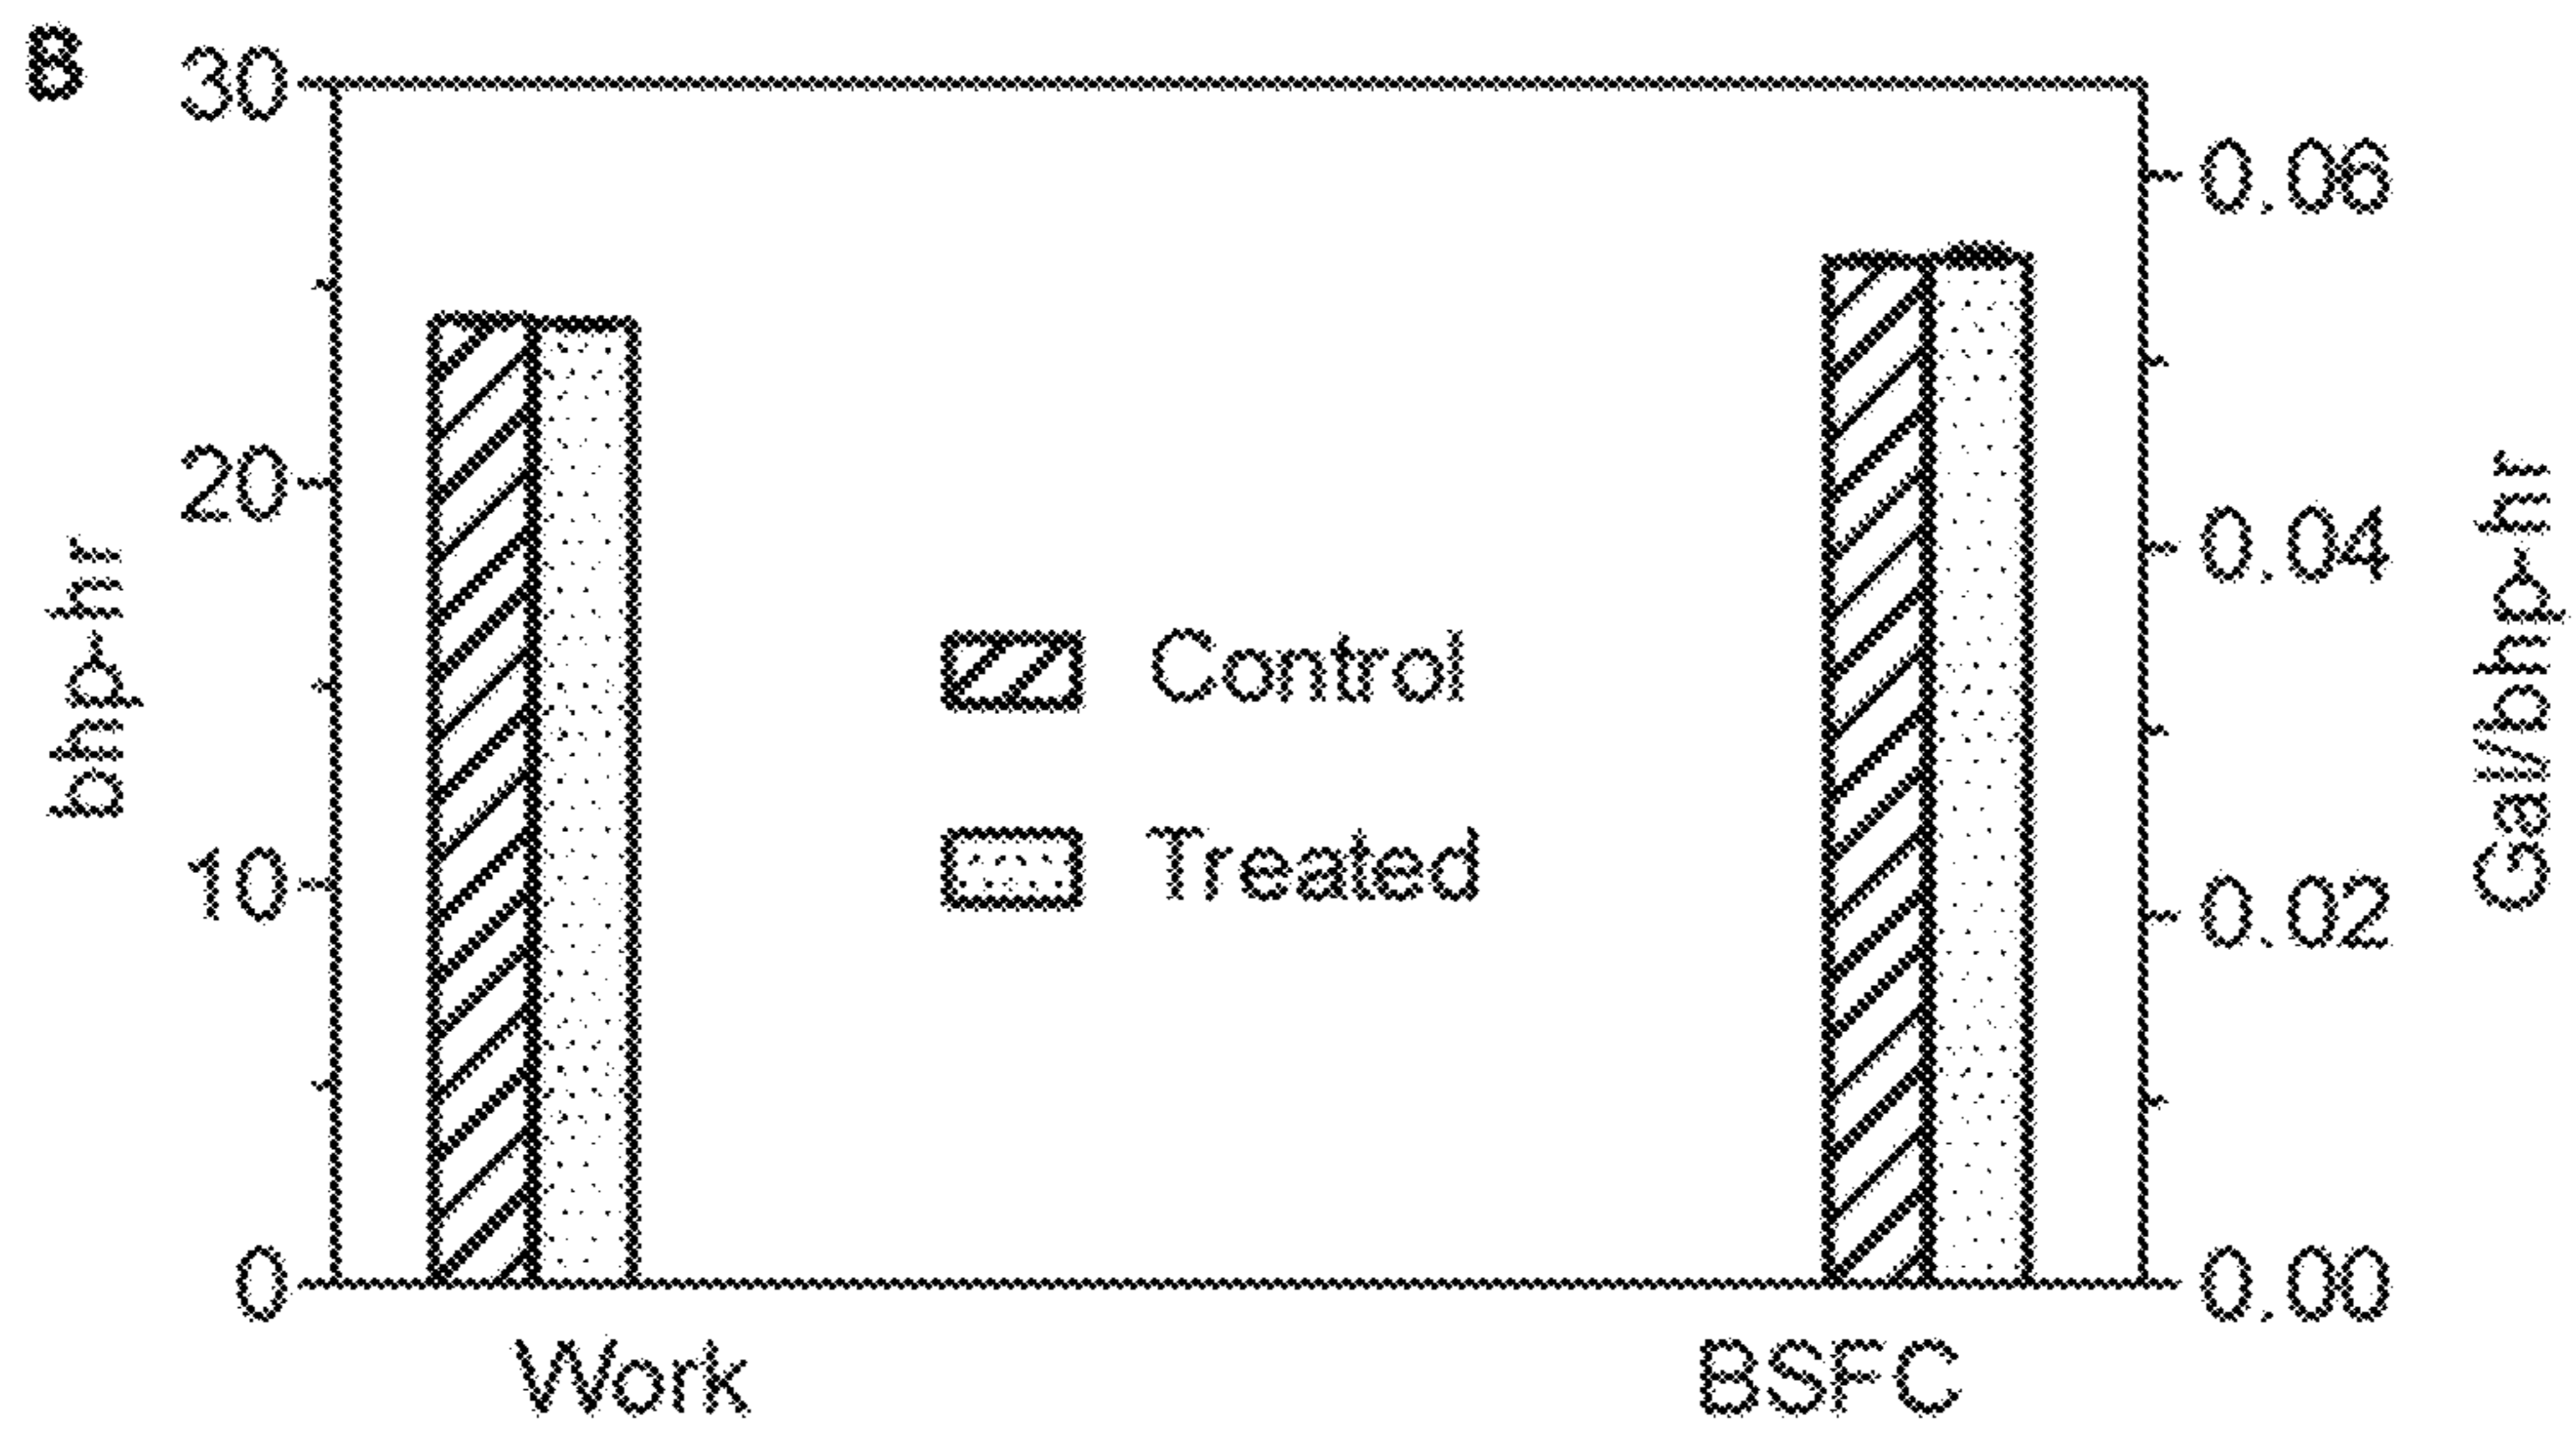 B
30
20
10
0
bhp-hr
Control
Treated
0.06
0.04
0.02
0.00
Gal/bhp-hr
Work
BSFC